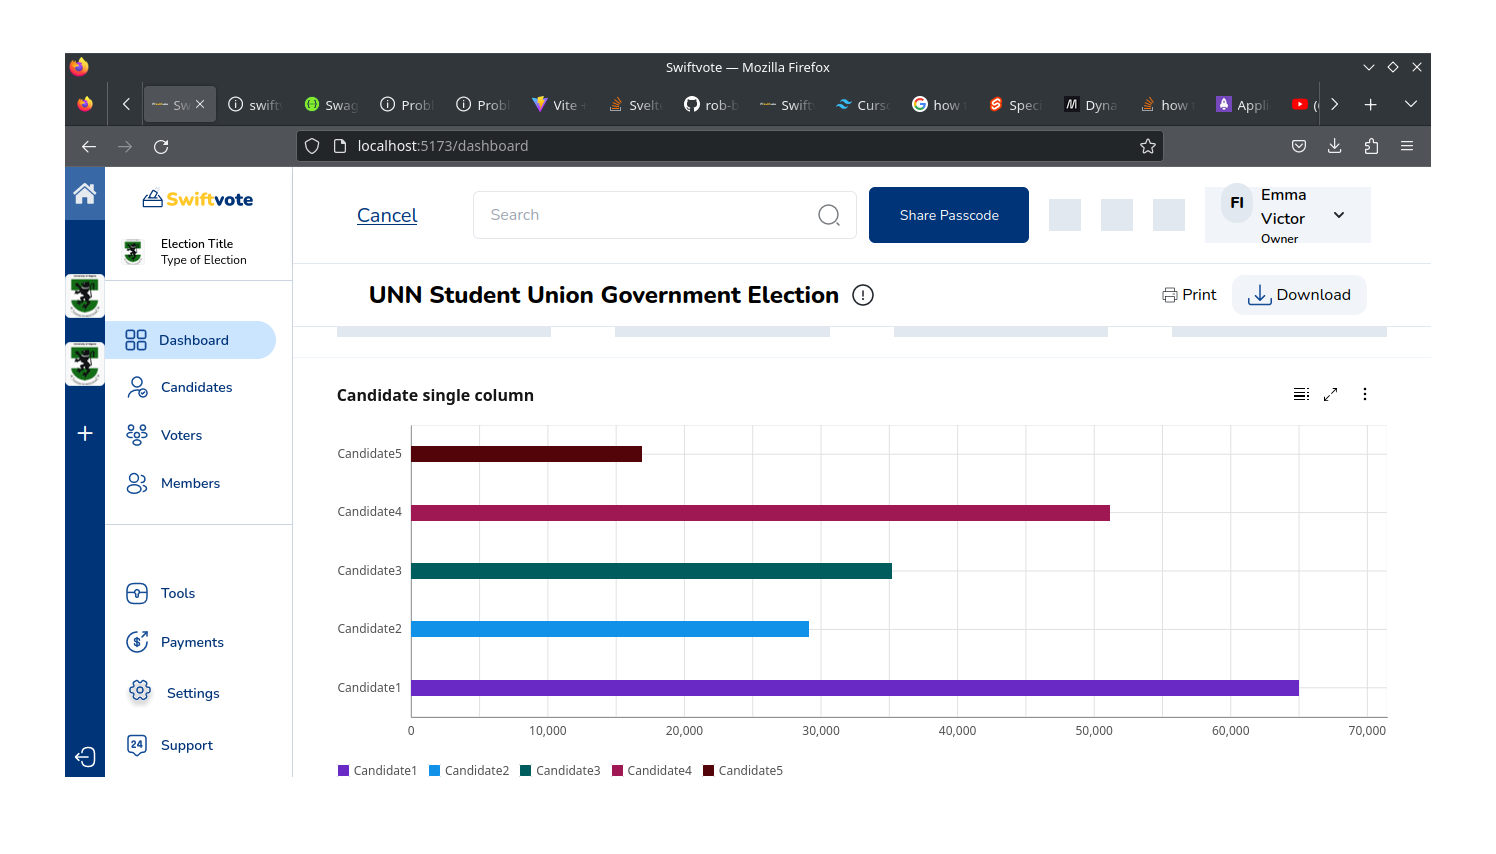 Swiftvote — Mozilla Firefox
Sw
swift
Swag
Prob
Prob
Vite
Svelt
rob-b
Swift
Curs
how
Speci
Dyna
how
Appli
localhost:5173/dashboard
Swiftvote
Election Title
Type of Election
Dashboard
Candidates
Voters
Members
Tools
Payments
Settings
24
Support
Cancel
Search
Share Passcode
FI
Emma
Victor
Owner
UNN Student Union Government Election
Print
Download
Candidate single column
Candidate5
Candidate4
Candidate3
Candidate2
Candidate1
0 10,000 20,000 30,000 40,000 50,000 60,000 70,000
Candidate1 Candidate2 Candidate3 Candidate4 Candidate5